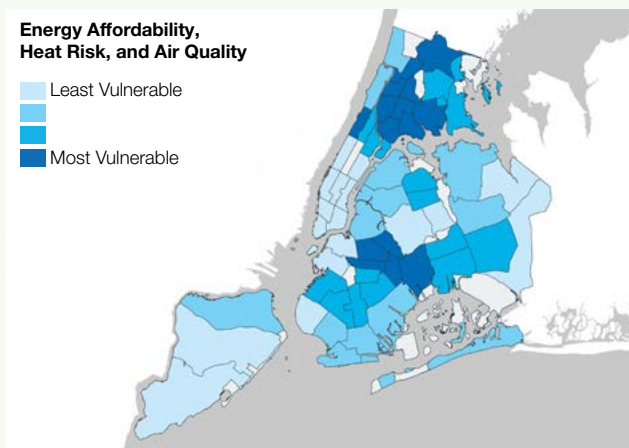 Energy Affordability,
Heat Risk, and Air Quality
Least Vulnerable
Most Vulnerable